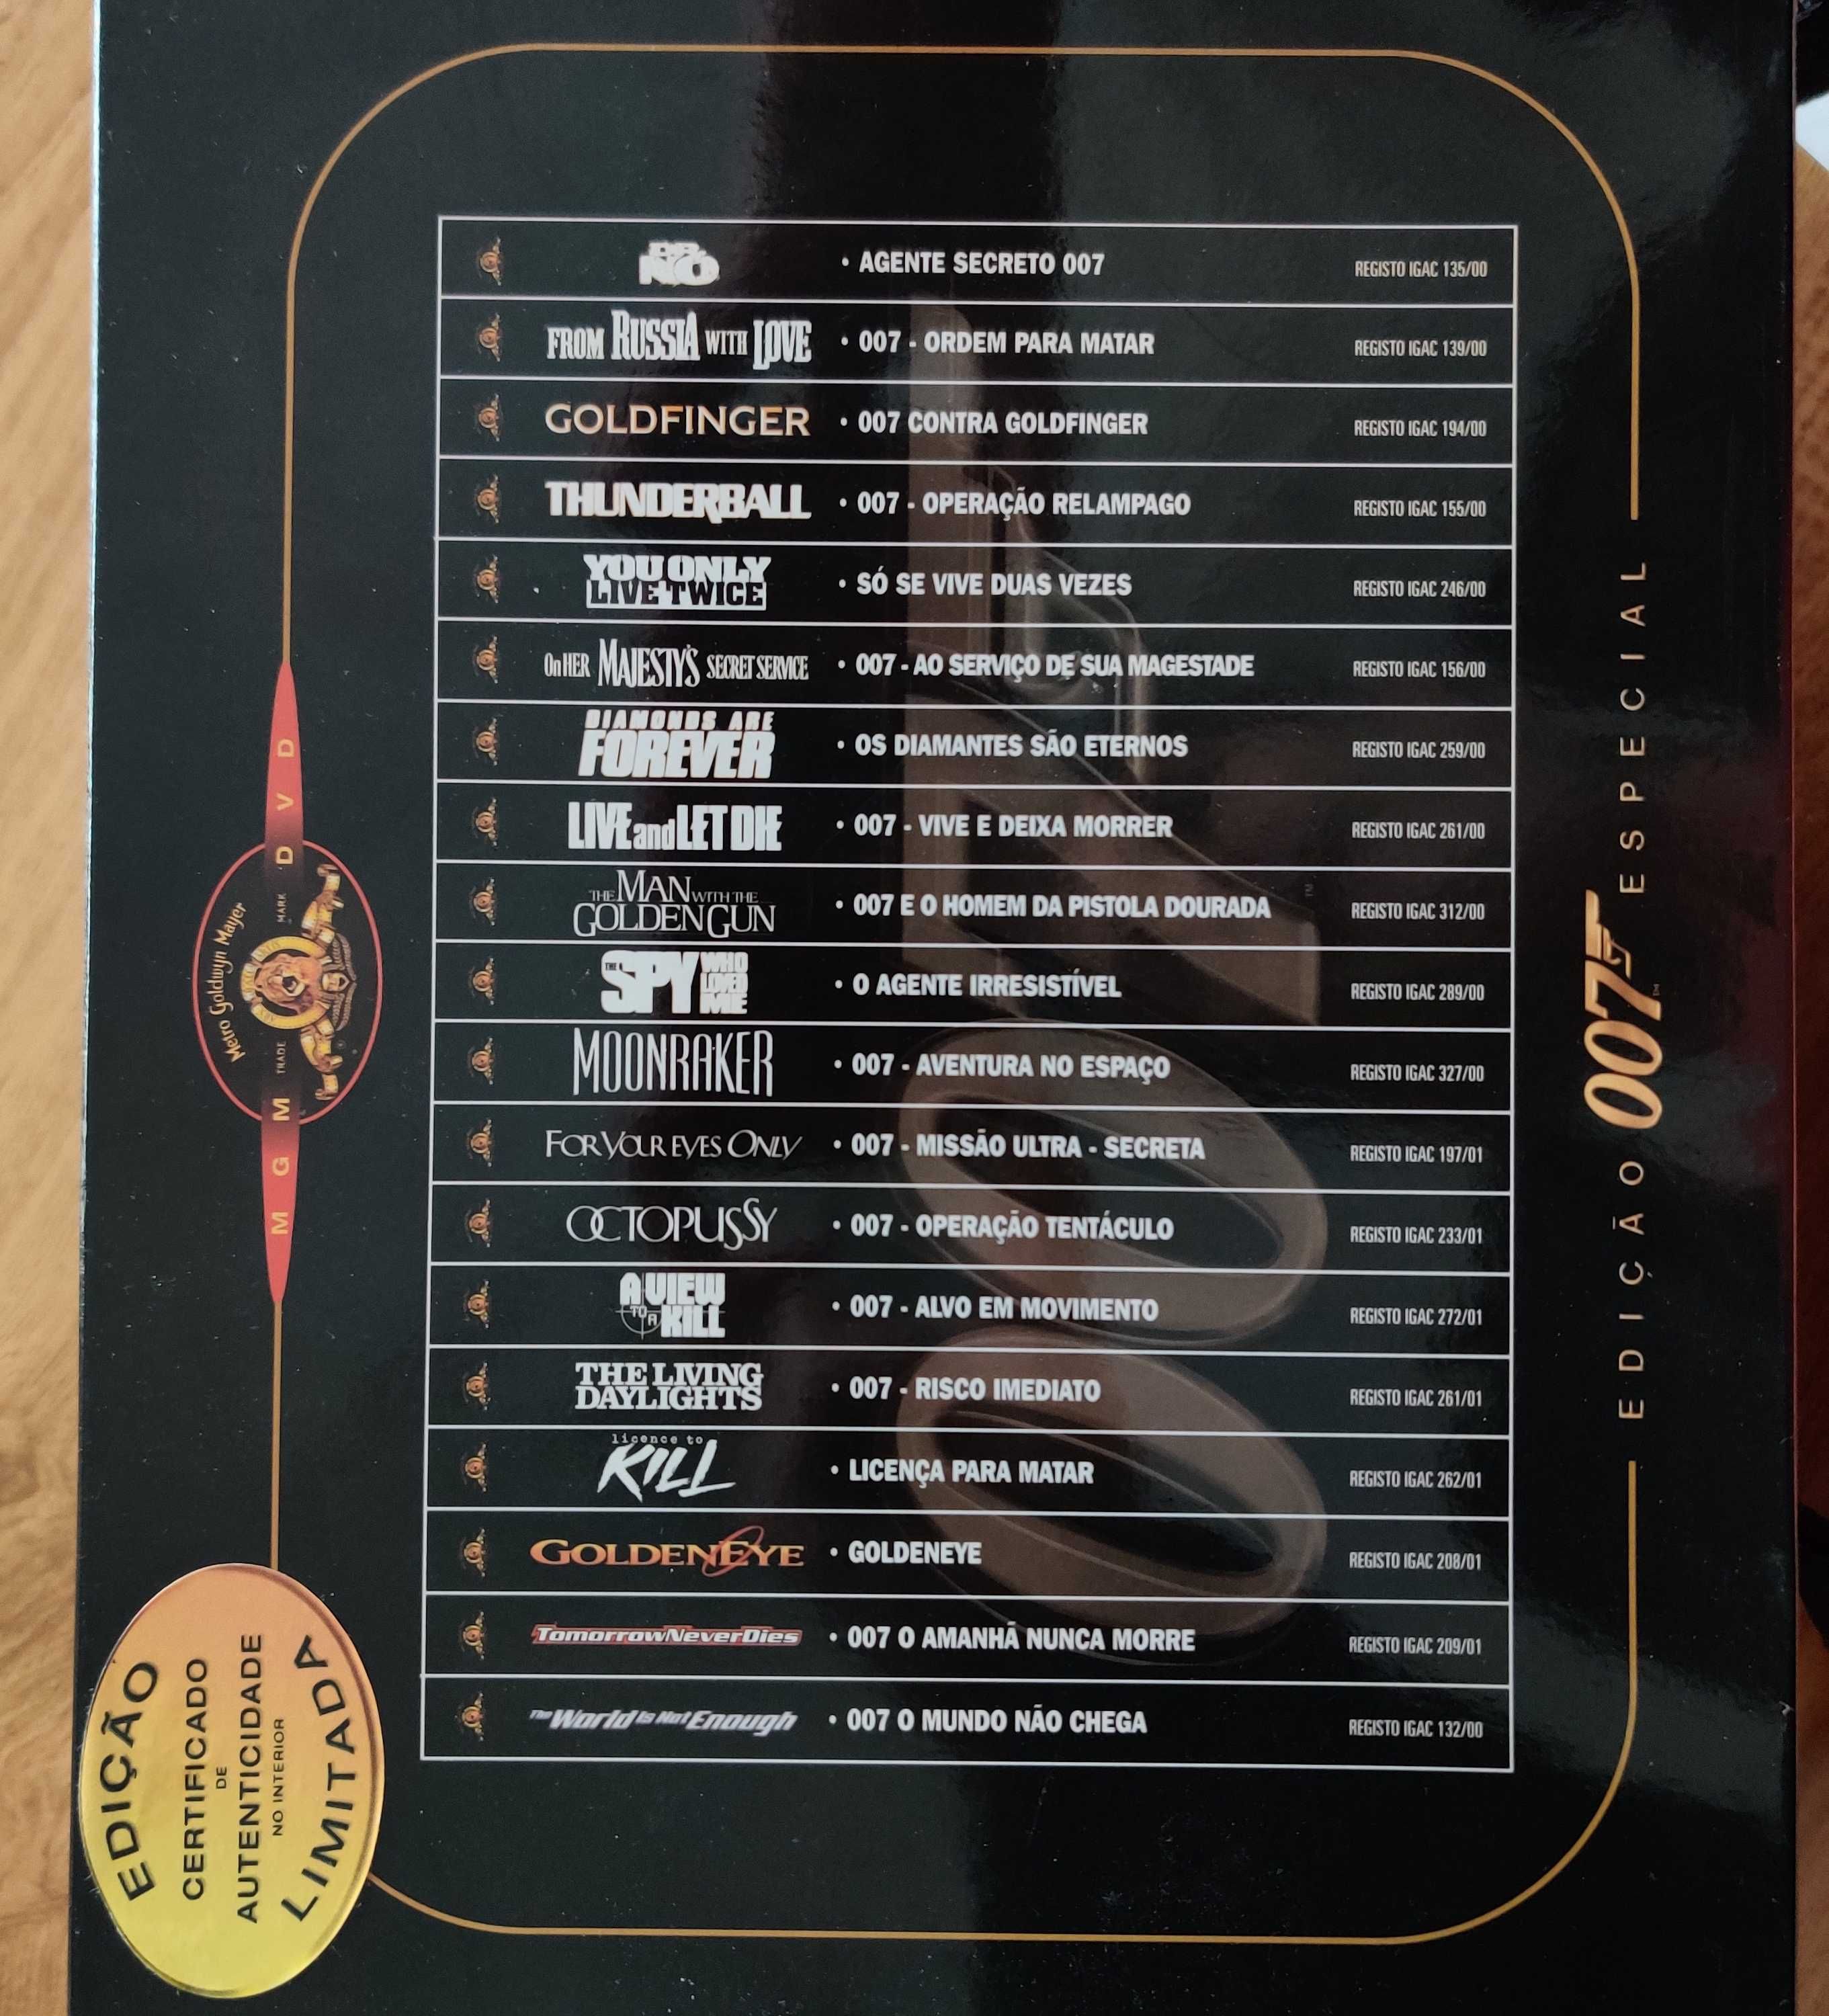 DR. NO • AGENTE SECRETO 007 REGISTO IGAC 135/00
FROM RUSSIA WITH LOVE • 007 - ORDEM PARA MATAR REGISTO IGAC 139/00
GOLDFINGER • 007 CONTRA GOLDFINGER REGISTO IGAC 194/00
THUNDERBALL • 007 - OPERAÇÃO RELAMPAGO REGISTO IGAC 155/00
YOU ONLY
LIVE TWICE • SÓ SE VIVE DUAS VEZES REGISTO IGAC 246/00
On HER MAJESTY'S SECRET SERVICE • 007 - AO SERVIÇO DE SUA MAGESTADE REGISTO IGAC 156/00
DIAMONDS ARE
FOREVER • OS DIAMANTES SÃO ETERNOS REGISTO IGAC 259/00
LIVE and LET DIE • 007 - VIVE E DEIXA MORRER REGISTO IGAC 261/00
THE MAN WITH THE
GOLDEN GUN • 007 E O HOMEM DA PISTOLA DOURADA REGISTO IGAC 312/00
THE SPY WHO LOVED ME • O AGENTE IRRESISTÍVEL REGISTO IGAC 289/00
MOONRAKER • 007 - AVENTURA NO ESPAÇO REGISTO IGAC 327/00
FOR YOUR EYES ONLY • 007 - MISSÃO ULTRA - SECRETA REGISTO IGAC 197/01
OCTOPUSSY • 007 - OPERAÇÃO TENTÁCULO REGISTO IGAC 233/01
A VIEW
TO A KILL • 007 - ALVO EM MOVIMENTO REGISTO IGAC 272/01
THE LIVING
DAYLIGHTS • 007 - RISCO IMEDIATO REGISTO IGAC 261/01
licence to
KILL • LICENÇA PARA MATAR REGISTO IGAC 262/01
GOLDENEYE • GOLDENEYE REGISTO IGAC 208/01
TomorrowNeverDies • 007 O AMANHÃ NUNCA MORRE REGISTO IGAC 209/01
The World Is Not Enough • 007 O MUNDO NÃO CHEGA REGISTO IGAC 132/00
Metro Goldwyn Mayer
MGM TRADE MARK DVD
EDIÇÃO
CERTIFICADO
DE
AUTENTICIDADE
NO INTERIOR
LIMITADA
EDIÇÃO 007 ™ ESPECIAL